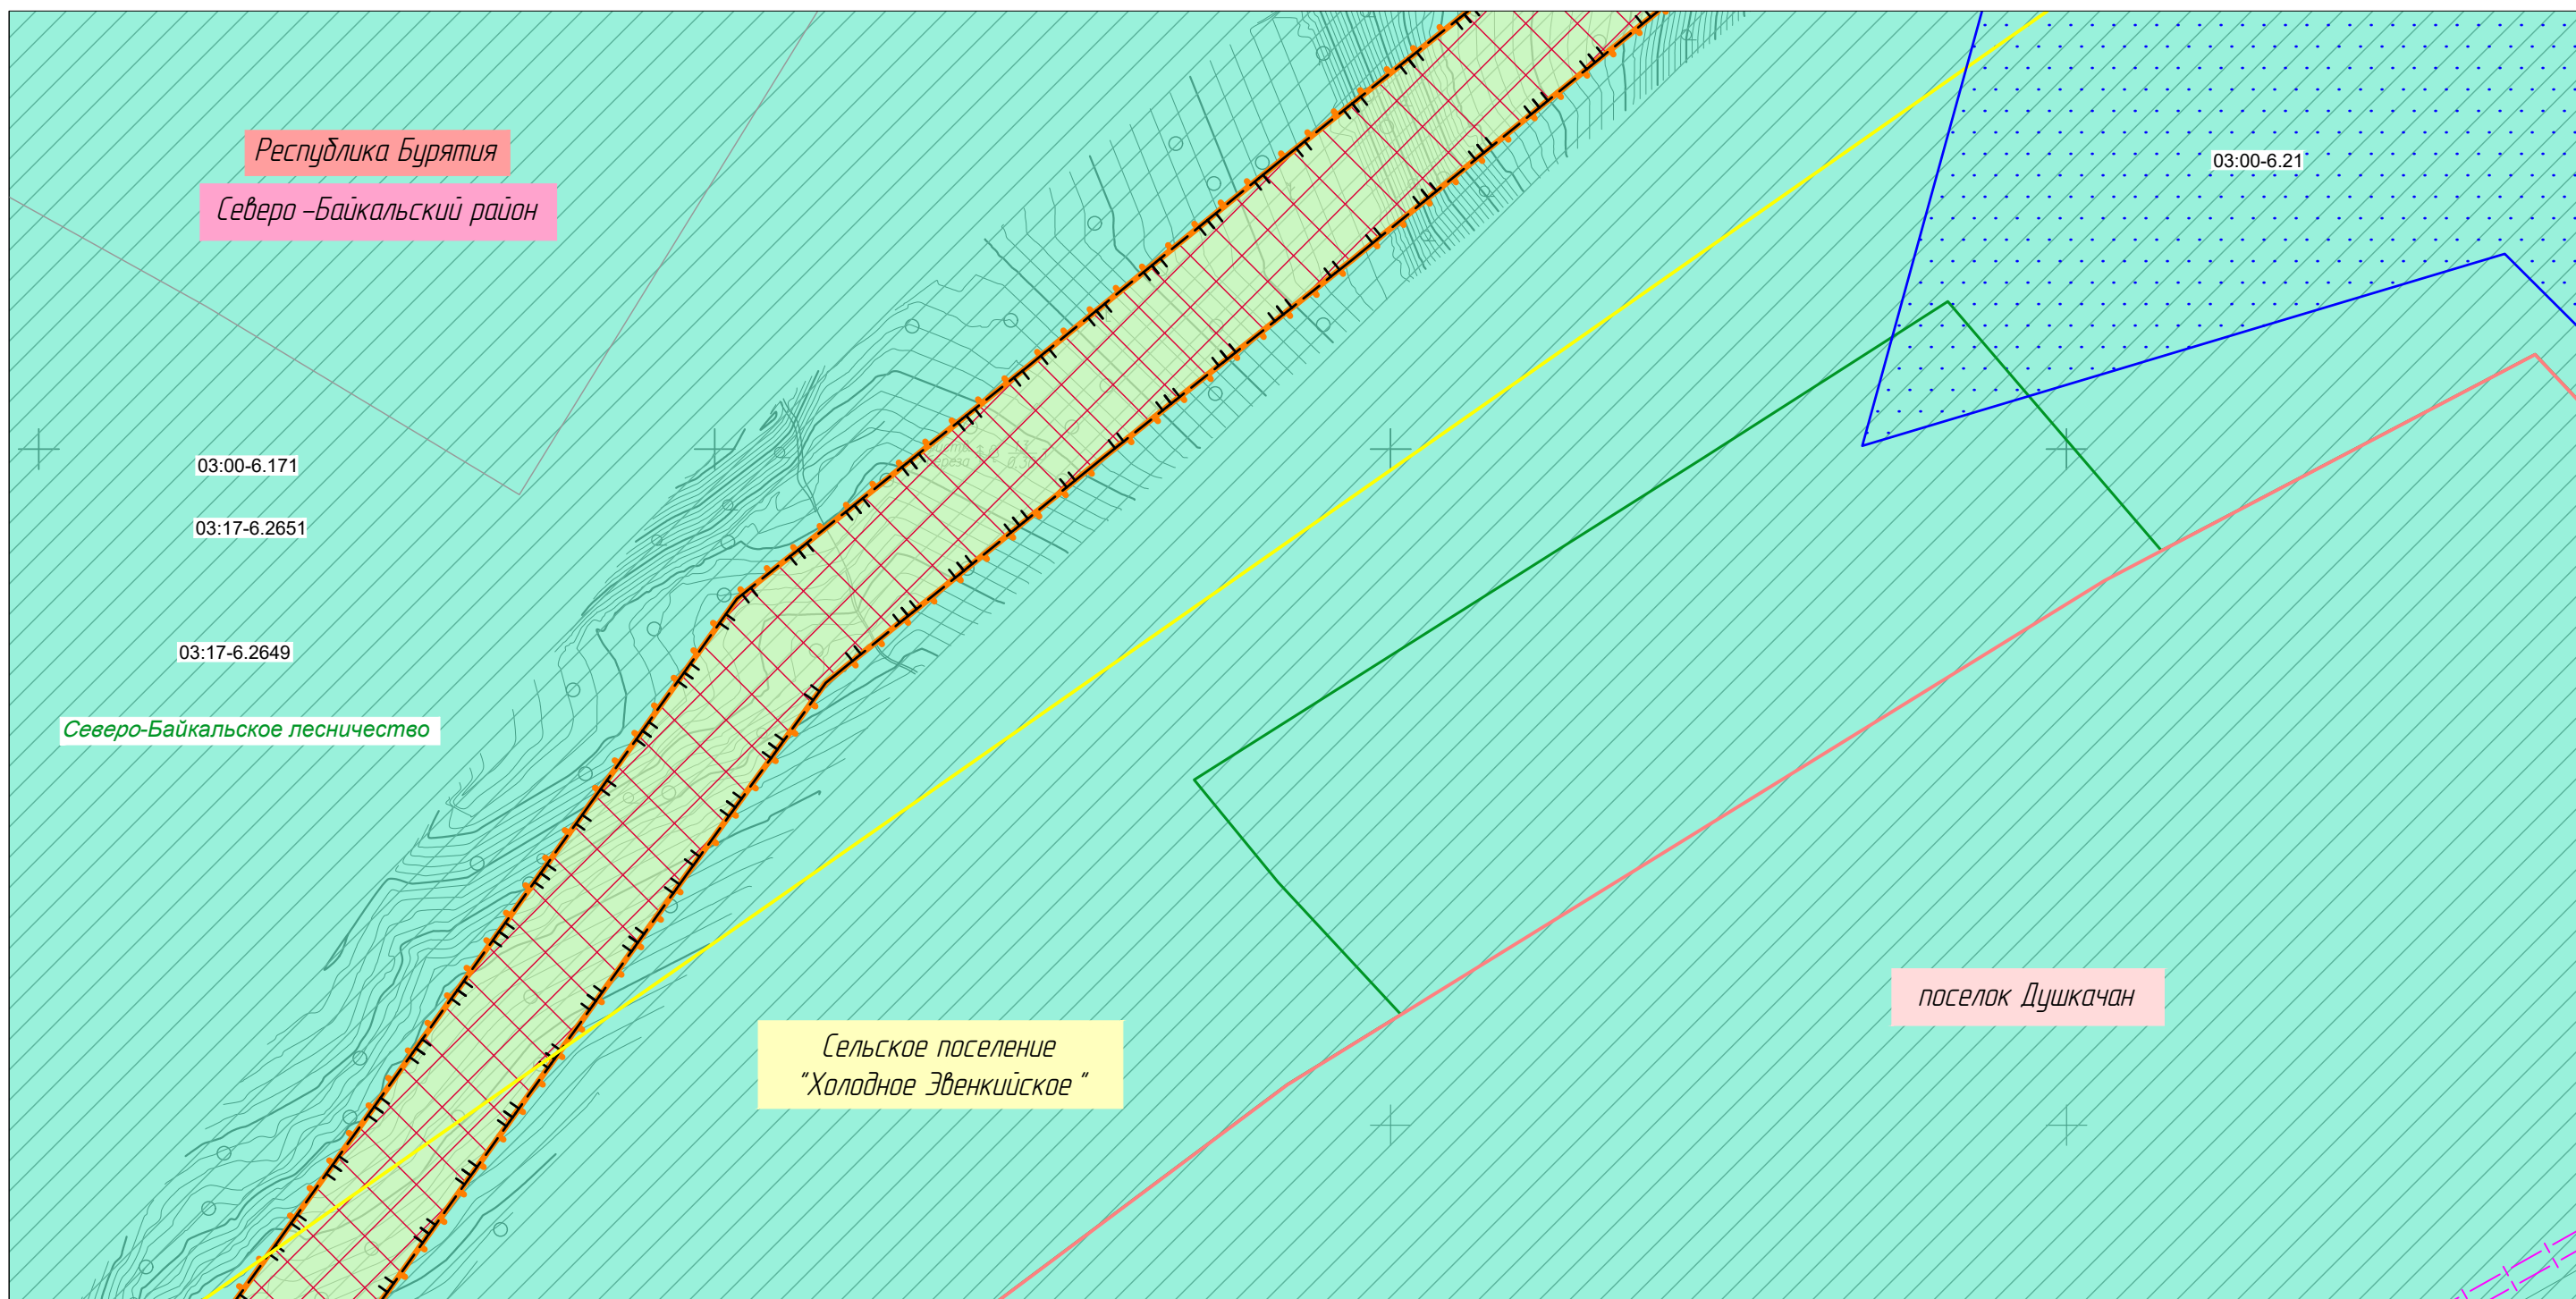 Республика Бурятия
Северо-Байкальский район
03:00-6.21
03:00-6.171
03:17-6.2651
03:17-6.2649
Северо-Байкальское лесничество
Сельское поселение
"Холодное Эвенкийское"
поселок Душкачан